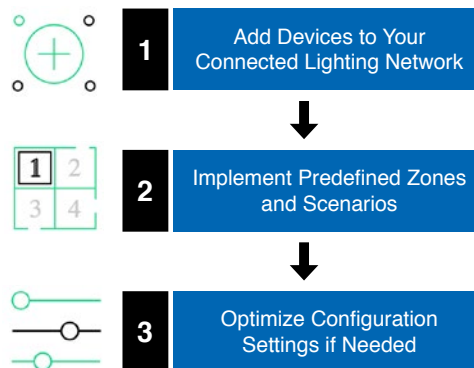 1
Add Devices to Your
Connected Lighting Network
1 2
3 4
2
Implement Predefined Zones
and Scenarios
3
Optimize Configuration
Settings if Needed